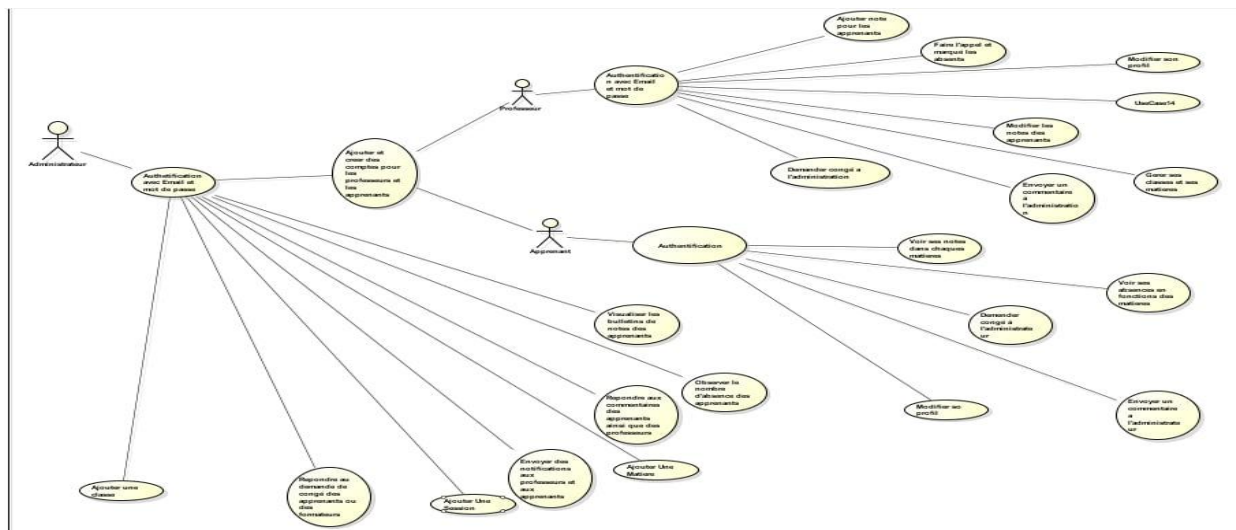 Ajouter note
pour les
apprenants
Faire l'appel et
marqué les
absents
Modifier son
profil
Authentificatio
n avec Email
et mot de
passe
Professeur
UseCase14
Modifier les
notes des
apprenants
Administrateur
Authetification
avec Email et
mot de passe
Ajouter et
creer des
comptes pour
les
professeurs et
les
apprenants
Demander congé a
l'administration
Envoyer un
commentaire
a
l'administratio
n
Gerer ses
classes et ses
matieres
Apprenant
Authentification
Voir ses notes
dans chaques
matieres
Voir ses
absences en
fonctions des
matieres
Demander
congé à
l'administrate
ur
Visualiser les
bulletins de
notes des
apprenants
Observer le
nombre
d'absence des
apprenants
Repondre aux
commentaires
des
apprenants
ainsi que des
professeurs
Modifier so
profil
Envoyer un
commentaire
a
l'administrate
ur
Ajouter une
classe
Repondre au
demande de
congé des
apprenants ou
des
formateurs
Ajouter Une
Session
Envoyer des
notifications
aux
professeurs et
aux
apprenants
Ajouter Une
Matiere